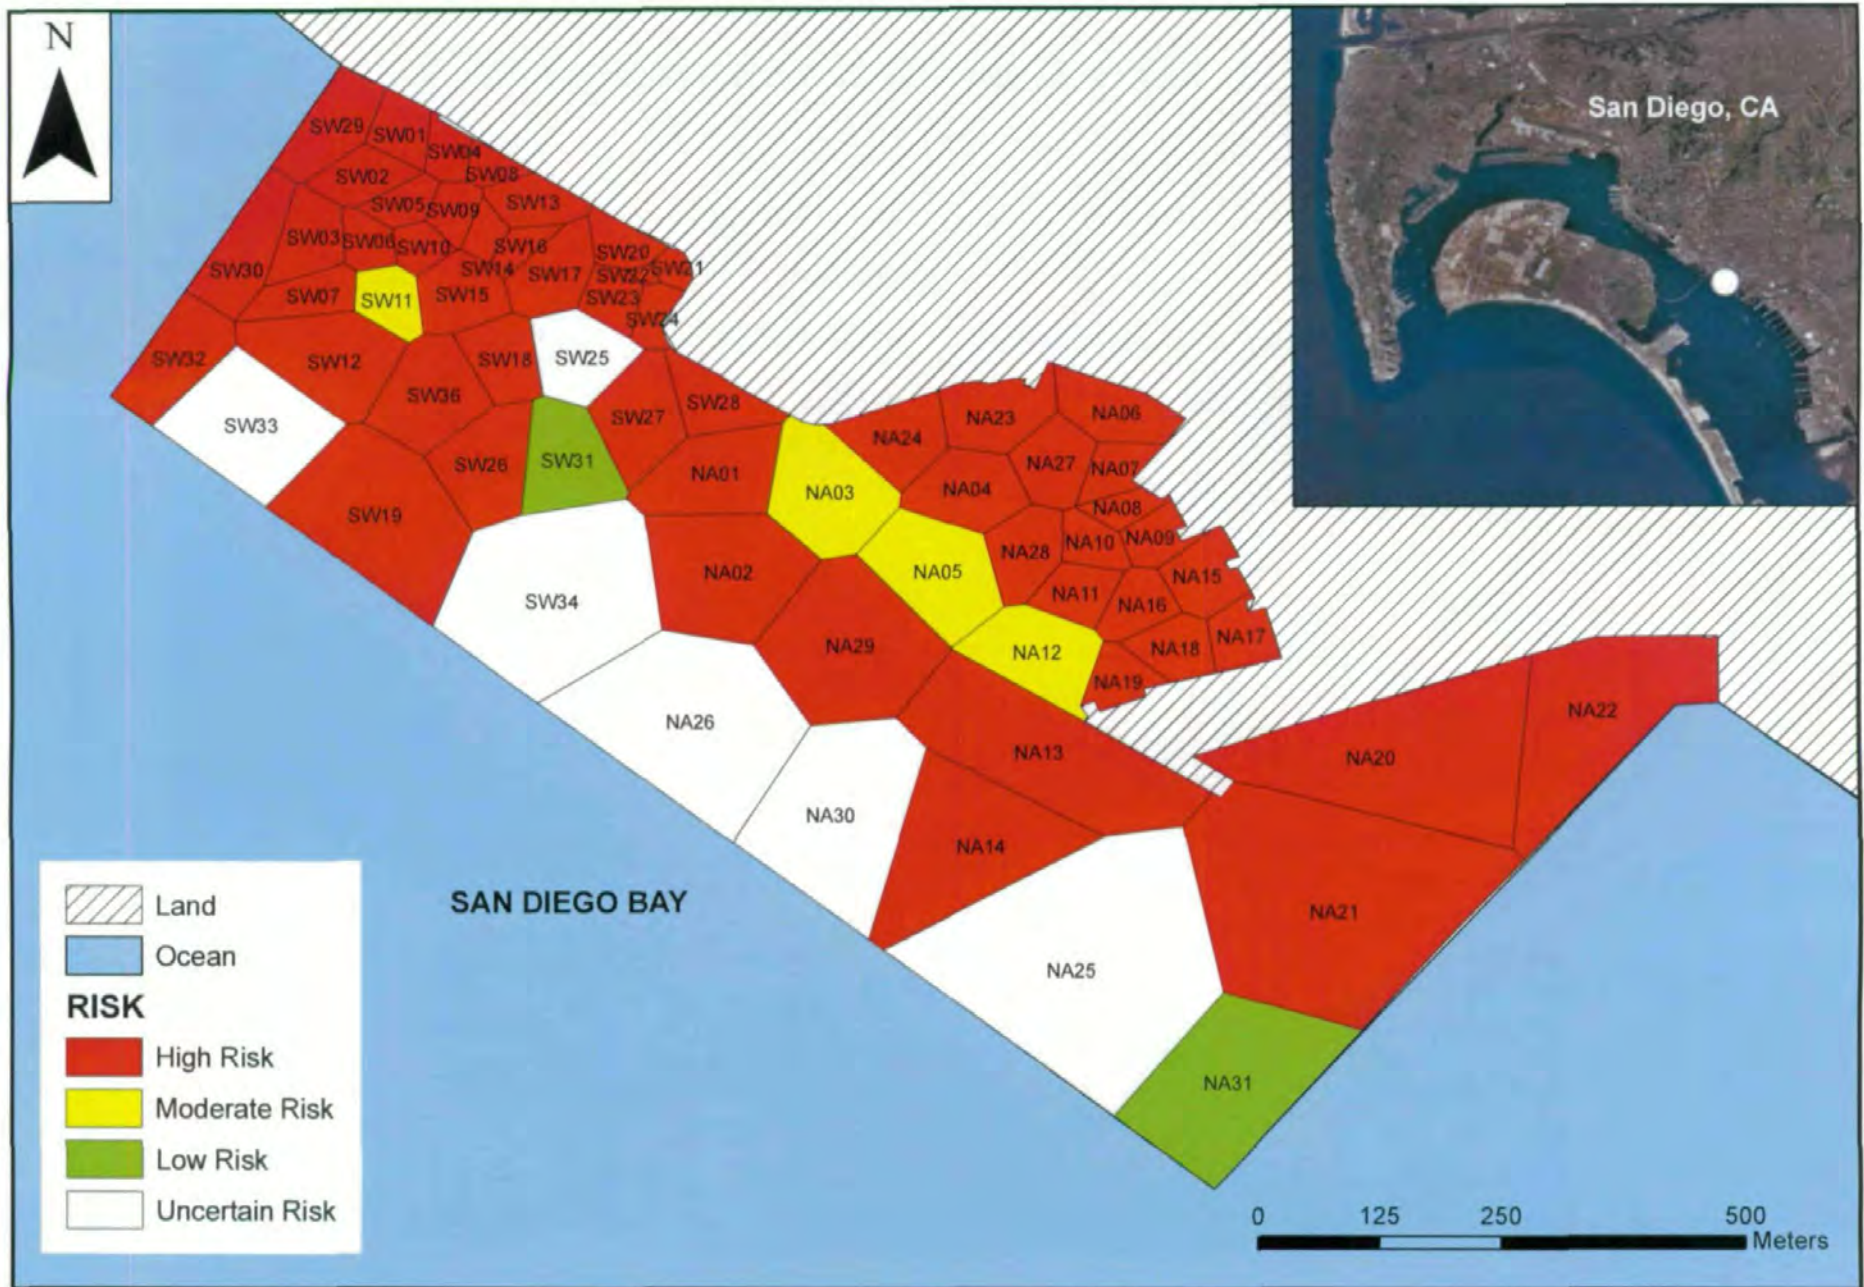 N
San Diego, CA
SW29
SW01
SW04
SW02
SW08
SW05
SW09
SW13
SW03
SW06
SW10
SW16
SW20
SW30
SW14
SW17
SW22
SW21
SW07
SW11
SW15
SW23
SW24
SW32
SW12
SW18
SW25
SW36
SW28
SW33
SW27
NA23
NA06
NA24
SW26
SW31
NA01
NA03
NA04
NA27
NA07
SW19
NA08
NA02
NA05
NA28
NA10
NA09
NA15
SW34
NA11
NA16
NA29
NA12
NA18
NA17
NA19
NA26
NA13
NA20
NA22
NA30
NA14
NA21
NA25
NA31
SAN DIEGO BAY
Land
Ocean
RISK
High Risk
Moderate Risk
Low Risk
Uncertain Risk
0 125 250 500
Meters